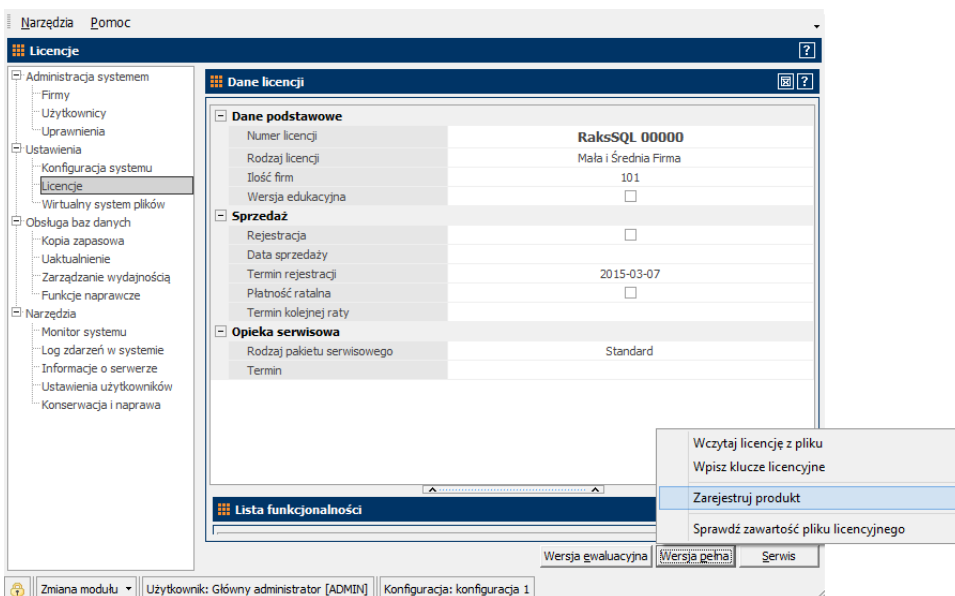 Narzędzia Pomoc
Licencje
Administracja systemem
Firmy
Użytkownicy
Uprawnienia
Ustawienia
Konfiguracja systemu
Licencje
Wirtualny system plików
Obsługa baz danych
Kopia zapasowa
Uaktualnienie
Zarządzanie wydajnością
Funkcje naprawcze
Narzędzia
Monitor systemu
Log zdarzeń w systemie
Informacje o serwerze
Ustawienia użytkowników
Konserwacja i naprawa
Dane licencji
Dane podstawowe
Numer licencji RaksSQL 00000
Rodzaj licencji Mała i Średnia Firma
Ilość firm 101
Wersja edukacyjna
Sprzedaż
Rejestracja
Data sprzedaży
Termin rejestracji 2015-03-07
Płatność ratalna
Termin kolejnej raty
Opieka serwisowa
Rodzaj pakietu serwisowego Standard
Termin
Lista funkcjonalności
Wczytaj licencję z pliku
Wpisz klucze licencyjne
Zarejestruj produkt
Sprawdź zawartość pliku licencyjnego
Wersja ewaluacyjna Wersja pełna Serwis
Zmiana modułu Użytkownik: Główny administrator [ADMIN] Konfiguracja: konfiguracja 1